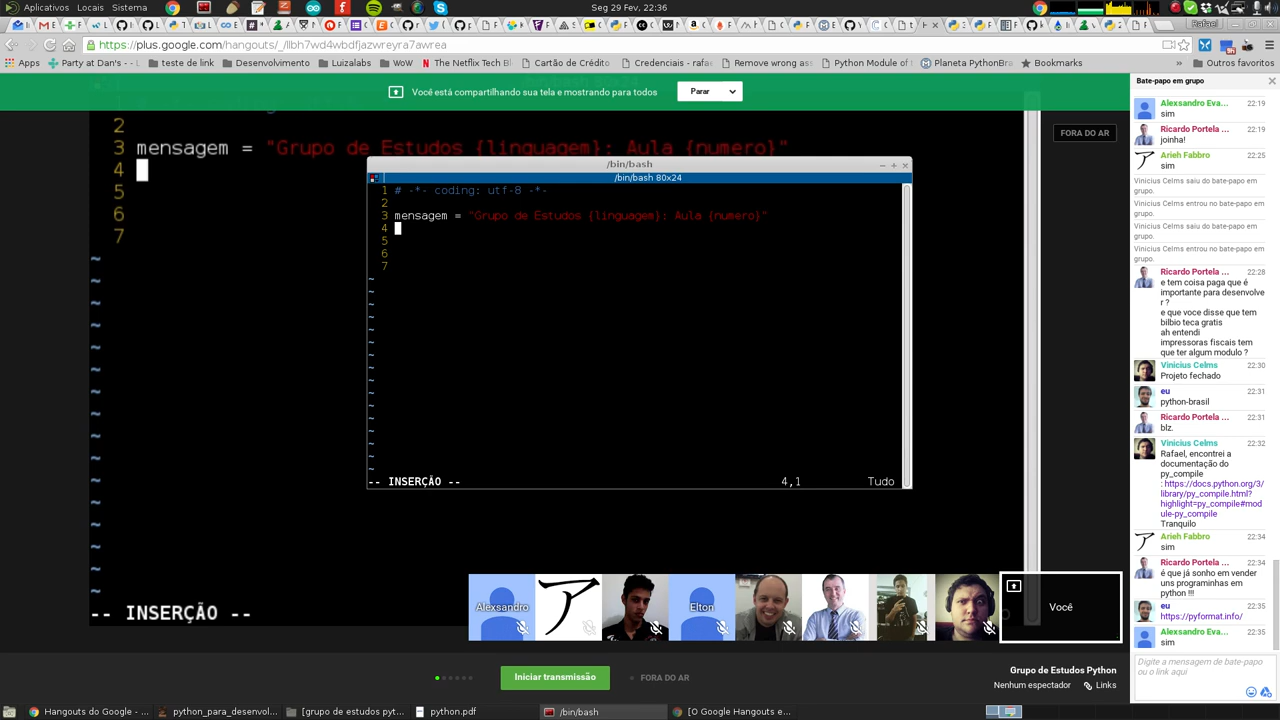 Aplicativos Locais Sistema
Seg 29 Fev, 22:36
Rafael
https://plus.google.com/hangouts/_/llbh7wd4wbdfjazwreyra7awrea
Apps
Party at Dan's -...
teste de link
Desenvolvimento
Luizalabs
WoW
The Netflix Tech Bl
Cartão de Crédito
Credenciais - rafae
Remove wrong ass
Python Module of t
Planeta PythonBra
Bookmarks
»
Outros favoritos
Você está compartilhando sua tela e mostrando para todos
Parar
FORA DO AR
2
3 mensagem = "Grupo de Estudos {linguagem}: Aula {numero}"
4
5
6
7
~
-- INSERÇÃO --
/bin/bash
/bin/bash 80x24
1 # -*- coding: utf-8 -*-
2
3 mensagem = "Grupo de Estudos {linguagem}: Aula {numero}"
4
5
6
7
~
-- INSERÇÃO -- 4,1 Tudo
Alexsandro
Elton
Você
Iniciar transmissão
FORA DO AR
Grupo de Estudos Python
Nenhum espectador
Links
Bate-papo em grupo
Alexsandro Eva... 22:19
sim
Ricardo Portela ... 22:19
joinha!
Arieh Fabbro 22:25
sim
Vinicius Celms saiu do bate-papo em
grupo.
Vinicius Celms entrou no bate-papo em
grupo.
Vinicius Celms saiu do bate-papo em
grupo.
Vinicius Celms entrou no bate-papo em
grupo.
Ricardo Portela ... 22:28
e tem coisa paga que é
importante para desenvolve
r ?
e que voce disse que tem
bilbio teca gratis
ah entendi
impressoras fiscais tem
que ter algum modulo ?
Vinicius Celms 22:30
Projeto fechado
eu 22:31
python-brasil
Ricardo Portela ... 22:31
blz.
Vinicius Celms 22:32
Rafael, encontrei a
documentação do
py_compile
: https://docs.python.org/3/
library/py_compile.html?
highlight=py_compile#mod
ule-py_compile
Tranquilo
Arieh Fabbro 22:34
sim
Ricardo Portela ... 22:34
é que já sonho em vender
uns programinhas em
python !!!
eu 22:35
https://pyformat.info/
Alexsandro Eva... 22:35
sim
Digite a mensagem de bate-papo
ou o link aqui
Hangouts do Google - ...
python_para_desenvol...
[grupo de estudos pyt...
python.pdf
/bin/bash
[O Google Hangouts e...